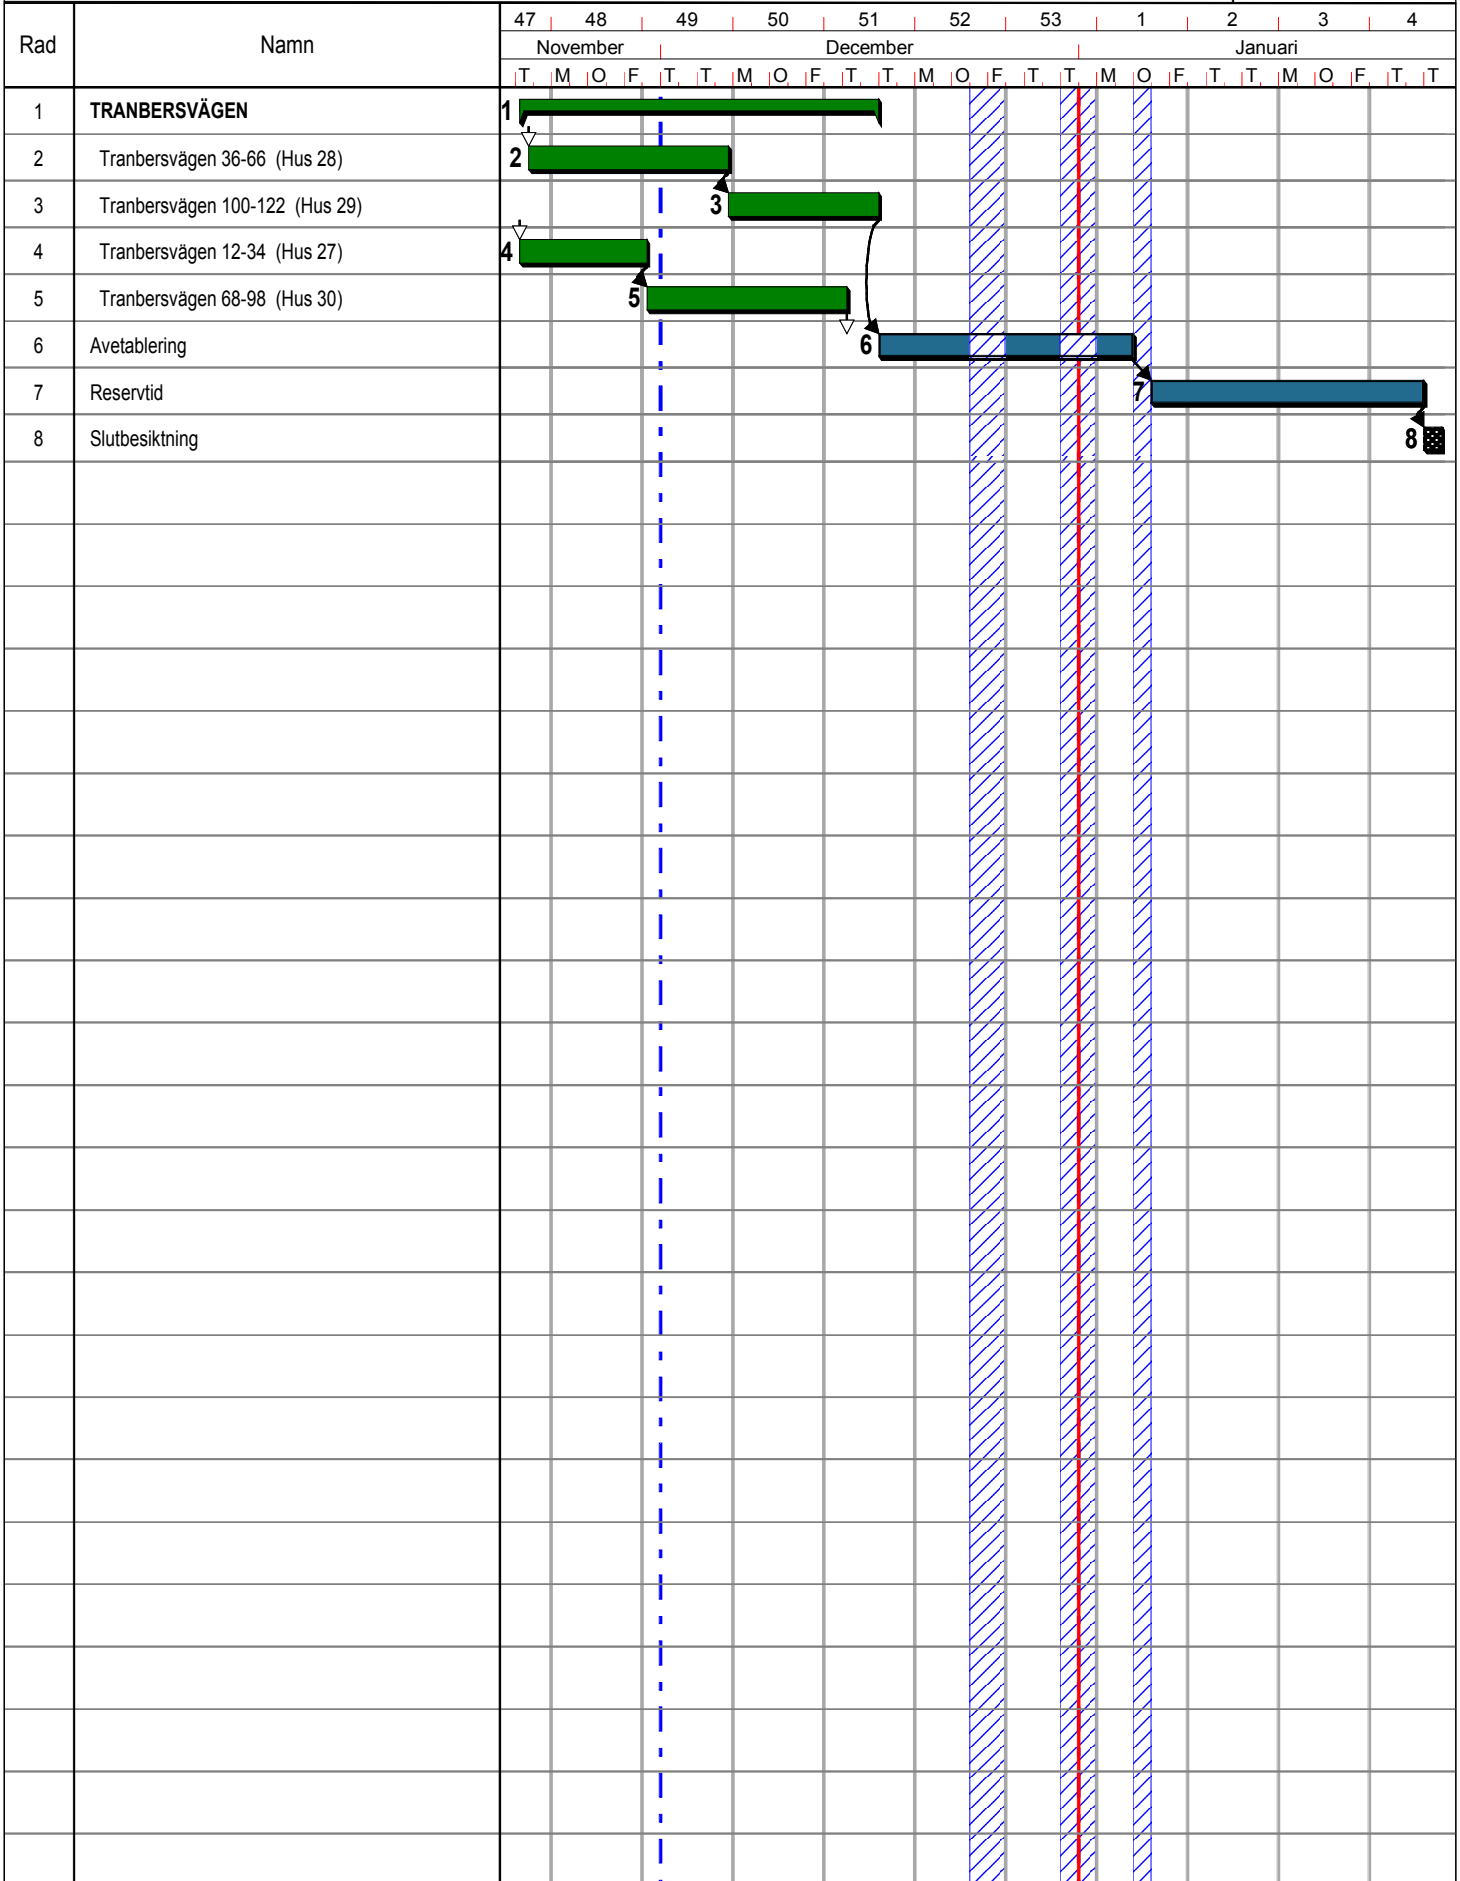 47 48 49 50 51 52 53 1 2 3 4
Rad Namn November December Januari
T M O F T T M O F T T M O F T T M O F T T M O F T T
1 TRANBERSVÄGEN 1
2 Tranbersvägen 36-66 (Hus 28) 2
3 Tranbersvägen 100-122 (Hus 29) 3
4 Tranbersvägen 12-34 (Hus 27) 4
5 Tranbersvägen 68-98 (Hus 30) 5
6 Avetablering 6
7 Reservtid 7
8 Slutbesiktning 8